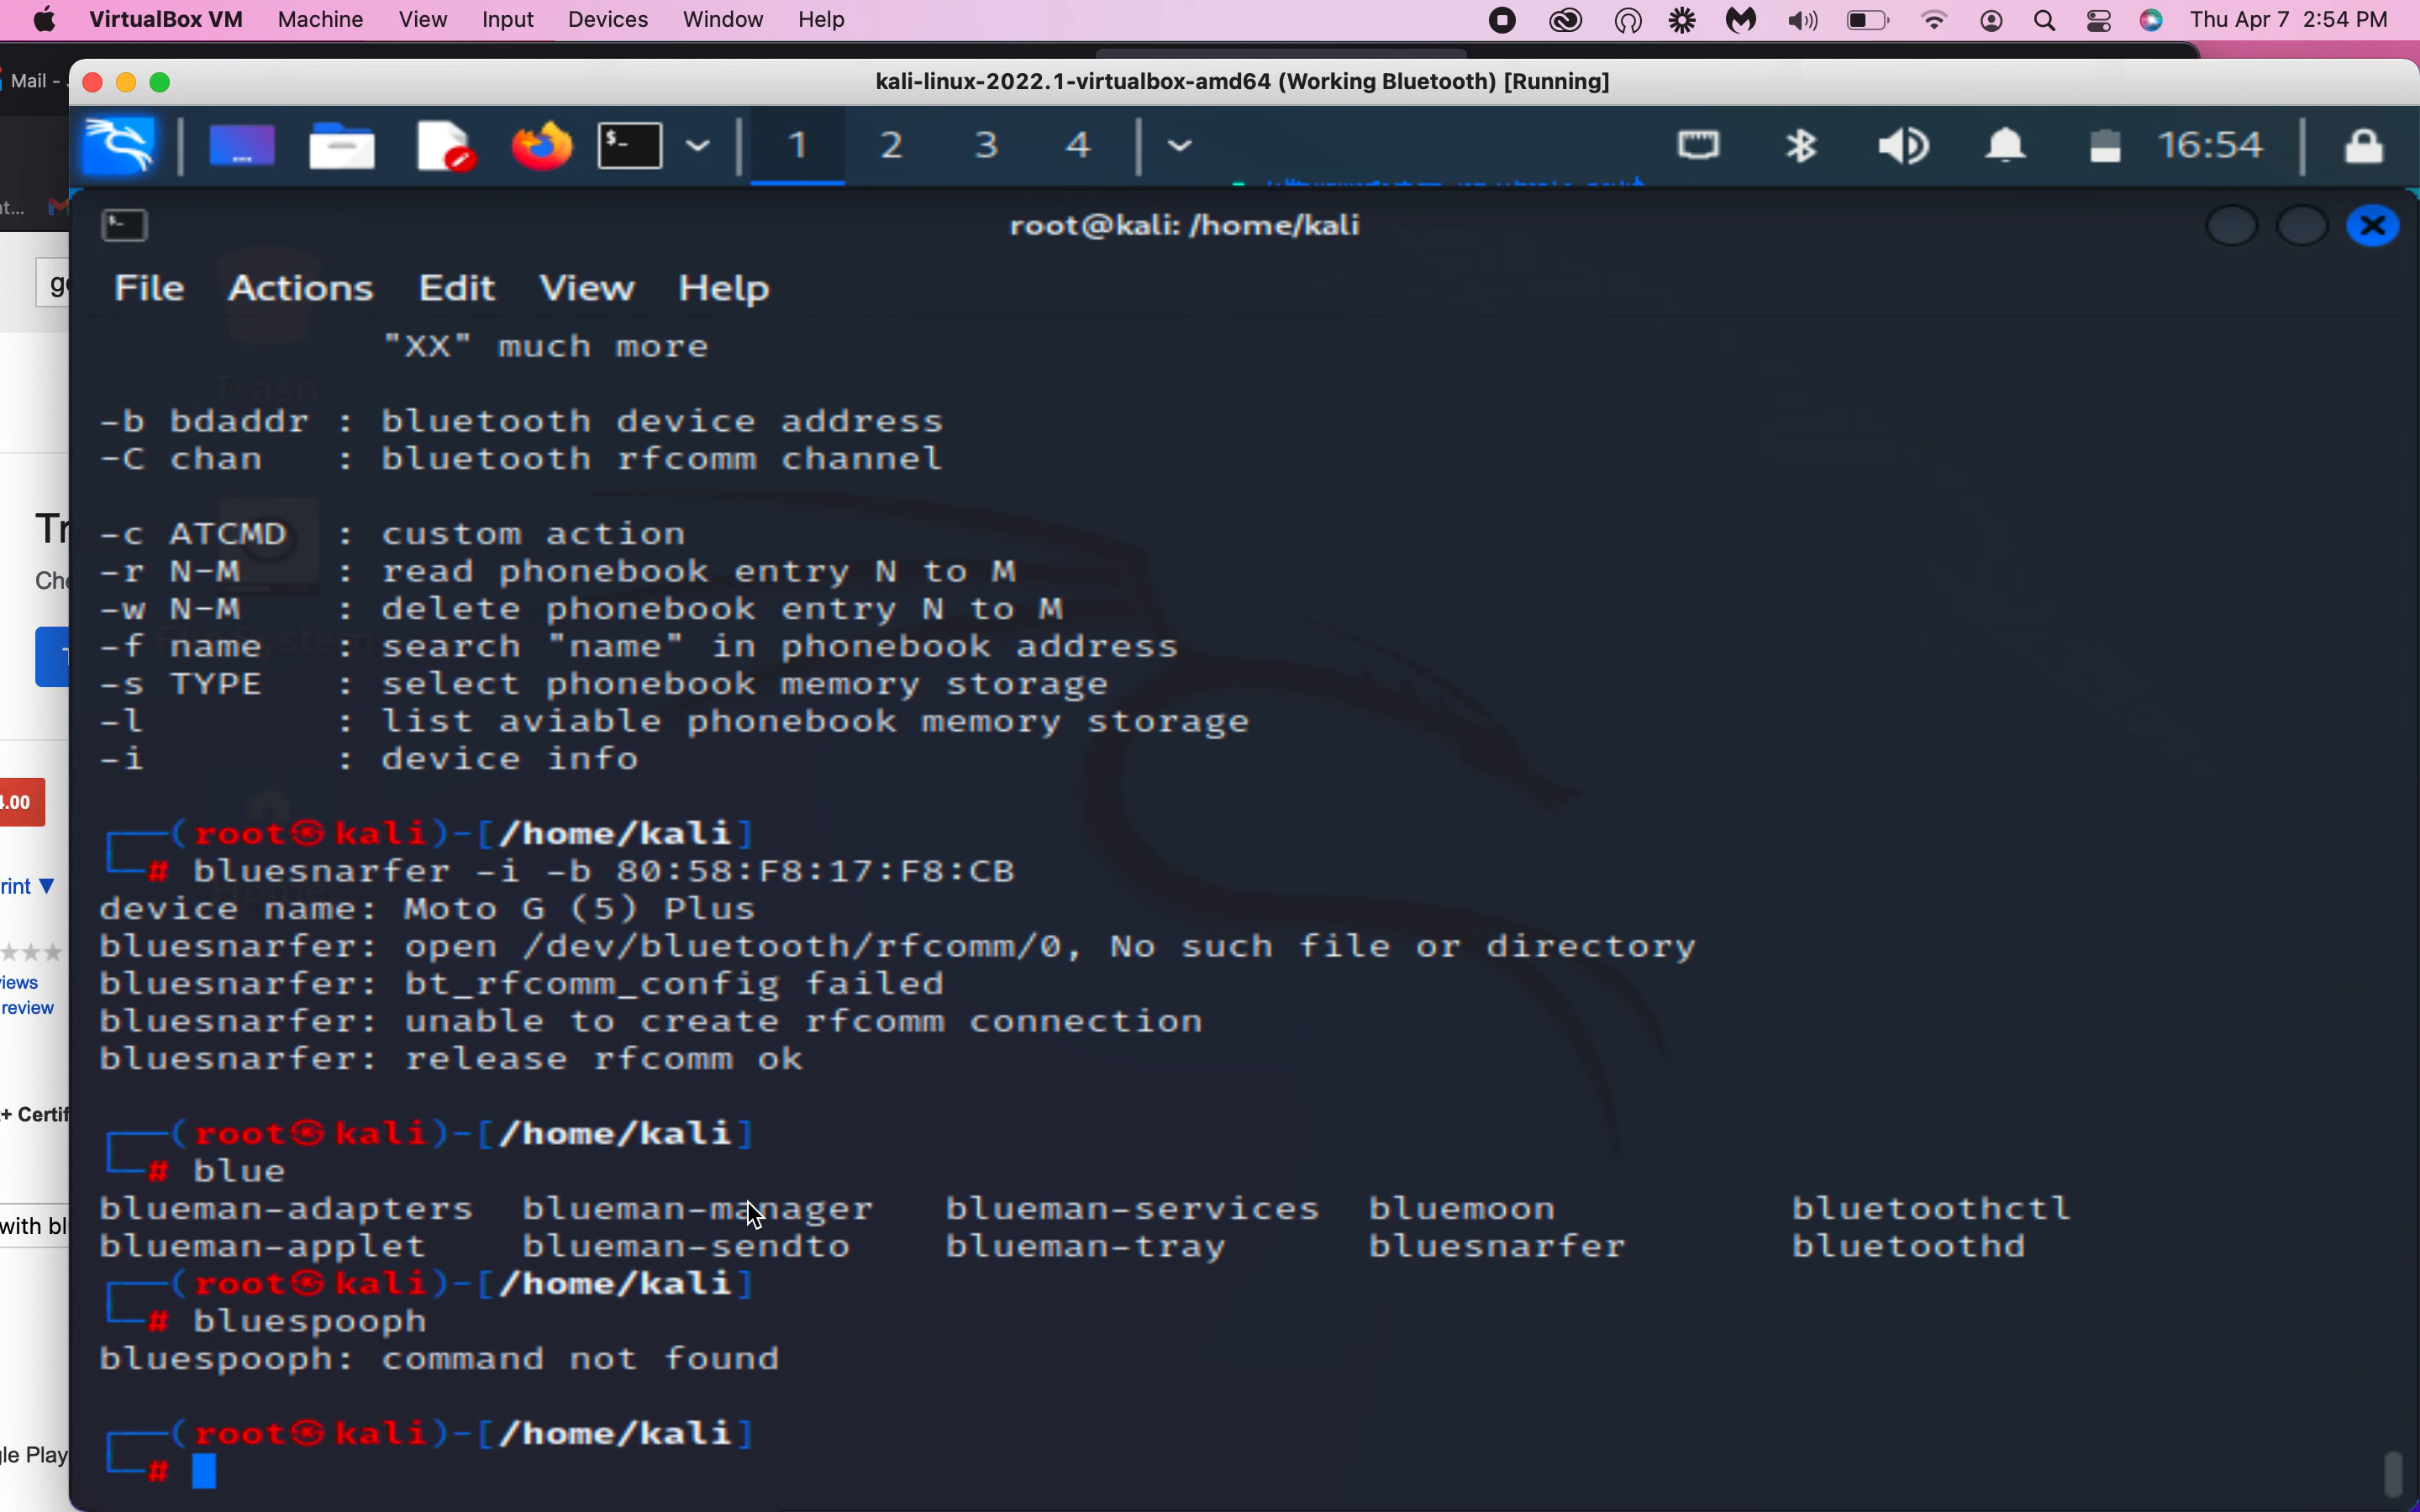 VirtualBox VM Machine View Input Devices Window Help Thu Apr 7 2:54 PM
Mail -
kali-linux-2022.1-virtualbox-amd64 (Working Bluetooth) [Running]
1 2 3 4 16:54
root@kali: /home/kali
File Actions Edit View Help
"XX" much more
-b bdaddr : bluetooth device address
-C chan : bluetooth rfcomm channel
-c ATCMD : custom action
-r N-M : read phonebook entry N to M
-w N-M : delete phonebook entry N to M
-f name : search "name" in phonebook address
-s TYPE : select phonebook memory storage
-l : list aviable phonebook memory storage
-i : device info
┌──(root㉿kali)-[/home/kali]
└─# bluesnarfer -i -b 80:58:F8:17:F8:CB
device name: Moto G (5) Plus
bluesnarfer: open /dev/bluetooth/rfcomm/0, No such file or directory
bluesnarfer: bt_rfcomm_config failed
bluesnarfer: unable to create rfcomm connection
bluesnarfer: release rfcomm ok
┌──(root㉿kali)-[/home/kali]
└─# blue
blueman-adapters blueman-manager blueman-services bluemoon bluetoothctl
blueman-applet blueman-sendto blueman-tray bluesnarfer bluetoothd
┌──(root㉿kali)-[/home/kali]
└─# bluespooph
bluespooph: command not found
┌──(root㉿kali)-[/home/kali]
└─#
Trash
Home
4.00
rint ▼
iews
review
+ Certif
with bl
le Play